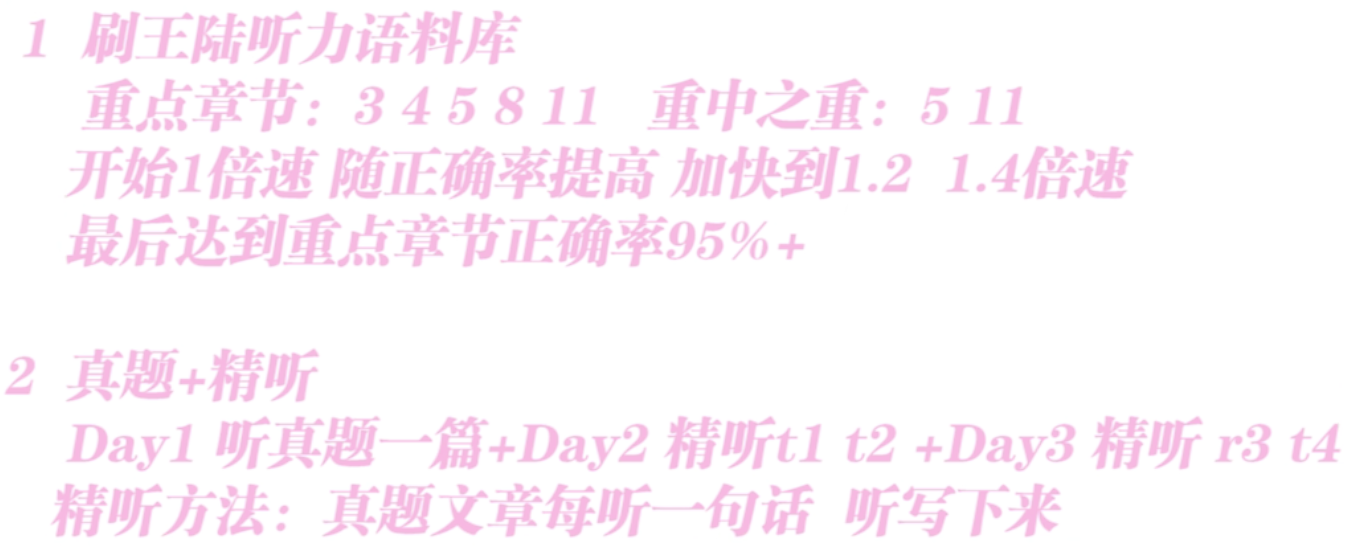 1 刷王陆听力语料库
重点章节：3 4 5 8 11 重中之重：5 11
开始1倍速 随正确率提高 加快到1.2 1.4倍速
最后达到重点章节正确率95%+
2 真题+精听
Day1 听真题一篇+Day2 精听t1 t2 +Day3 精听 r3 t4
精听方法：真题文章每听一句话 听写下来